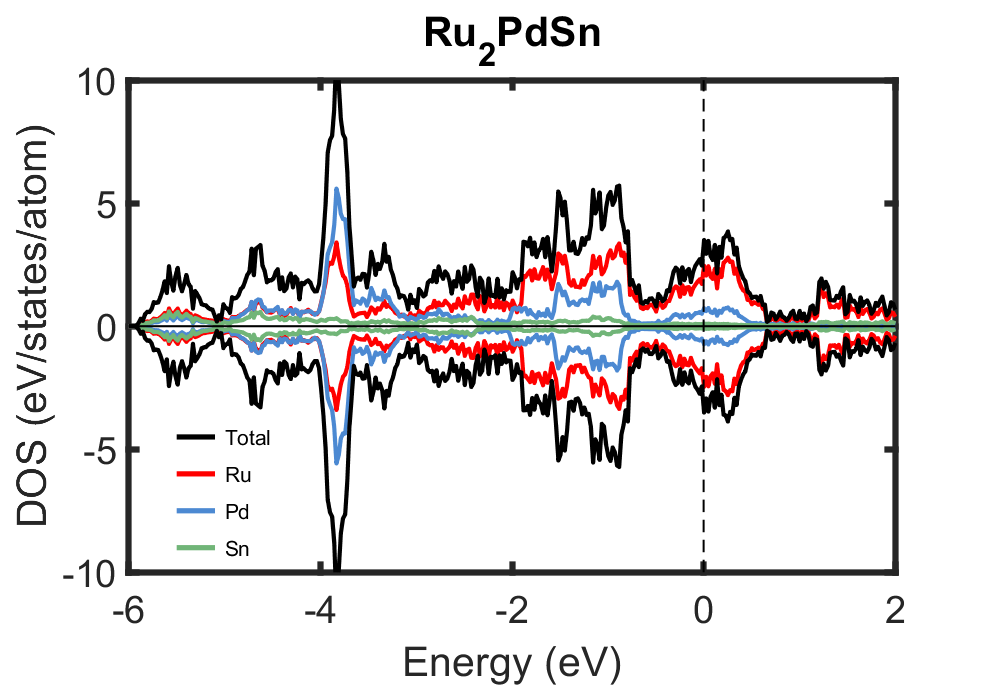 Ru₂PdSn
10
5
0
-5
-10
DOS (eV/states/atom)
Total
Ru
Pd
Sn
-6 -4 -2 0 2
Energy (eV)